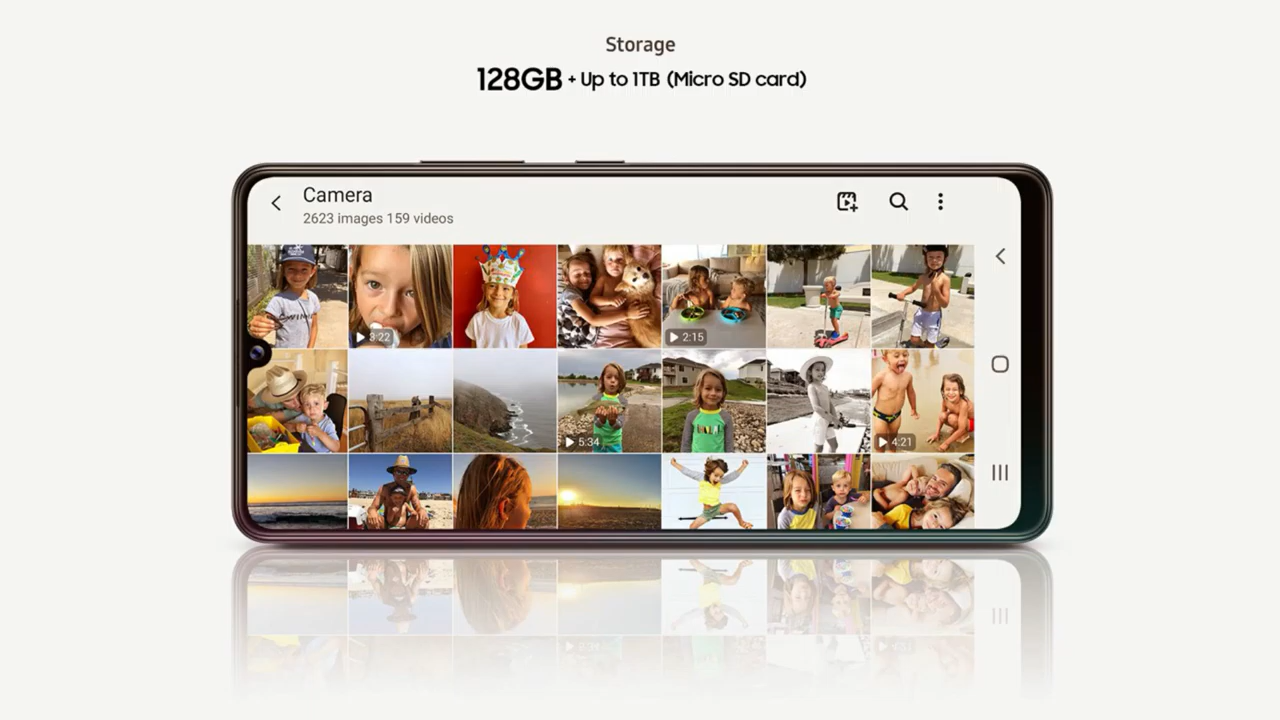 Storage
128GB + Up to 1TB (Micro SD card)
Camera
2623 images 159 videos
3:22
2:15
5:34
4:21